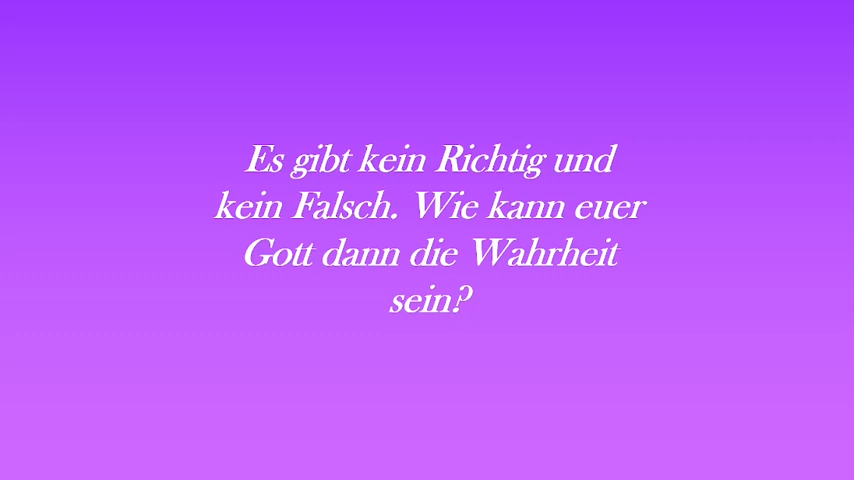 Es gibt kein Richtig und
kein Falsch. Wie kann euer
Gott dann die Wahrheit
sein?